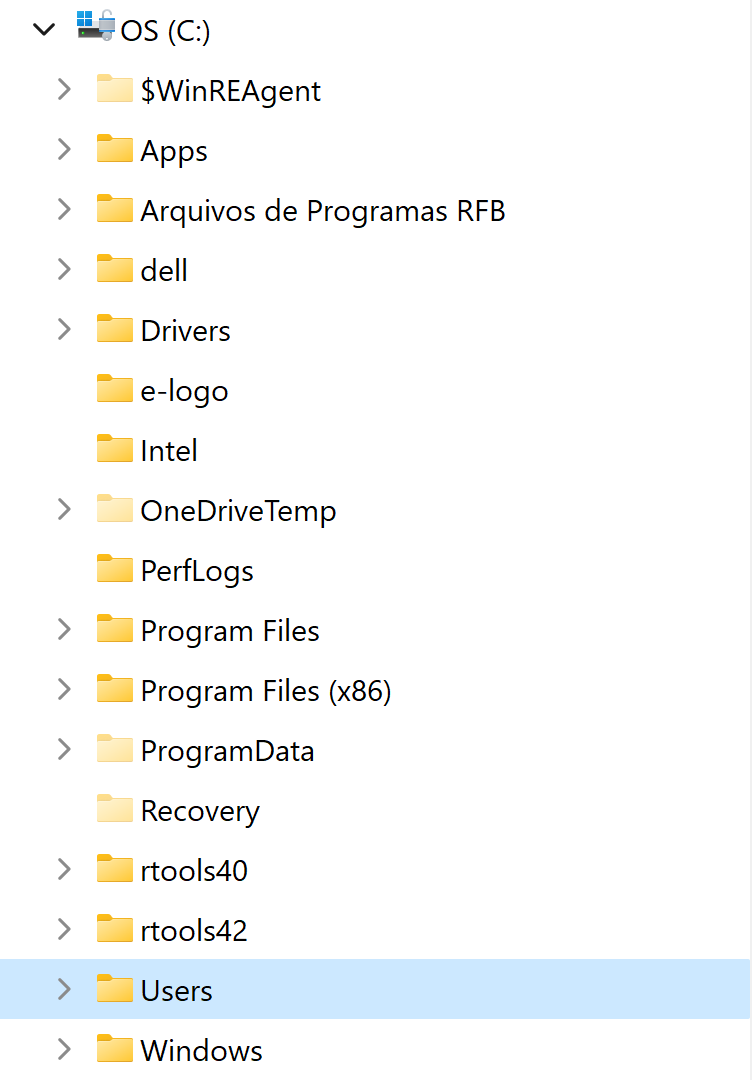 OS (C:)
$WinREAgent
Apps
Arquivos de Programas RFB
dell
Drivers
e-logo
Intel
OneDriveTemp
PerfLogs
Program Files
Program Files (x86)
ProgramData
Recovery
rtools40
rtools42
Users
Windows